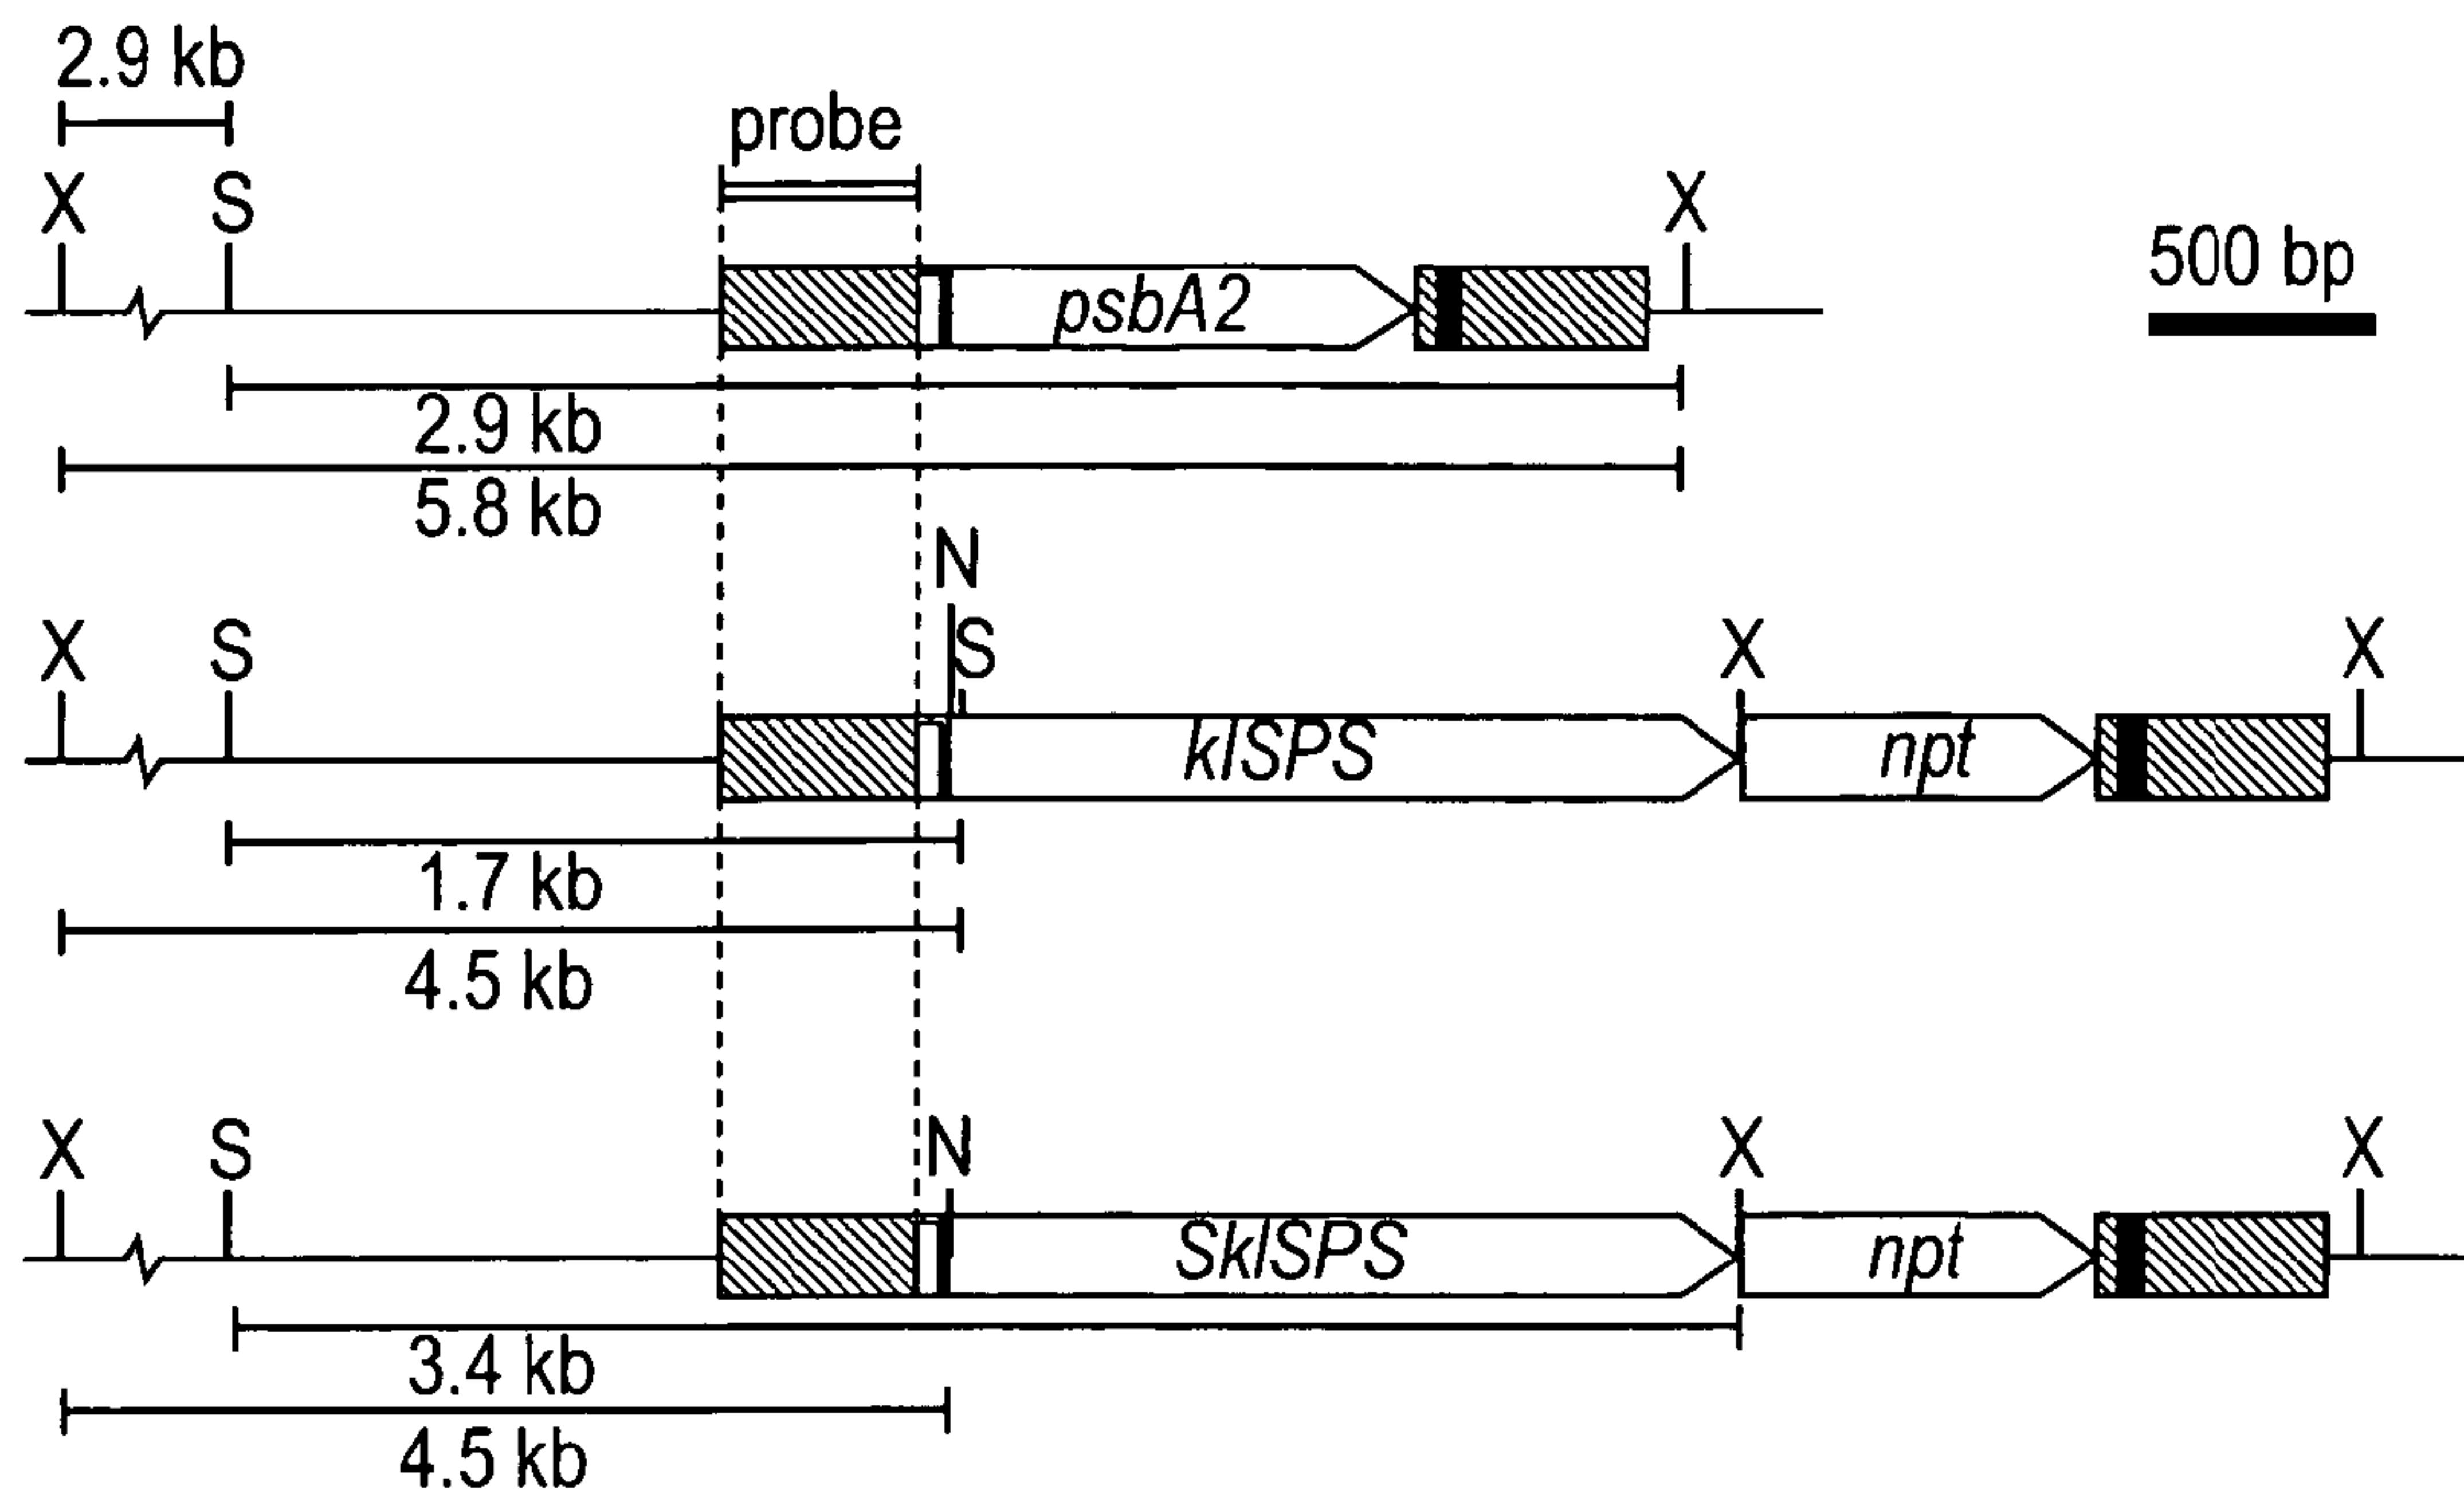 2.9 kb
probe
X S X
500 bp
psbA2
2.9 kb
5.8 kb
N
X S S X X
klSPS npt
1.7 kb
4.5 kb
X S N X X
SklSPS npt
3.4 kb
4.5 kb